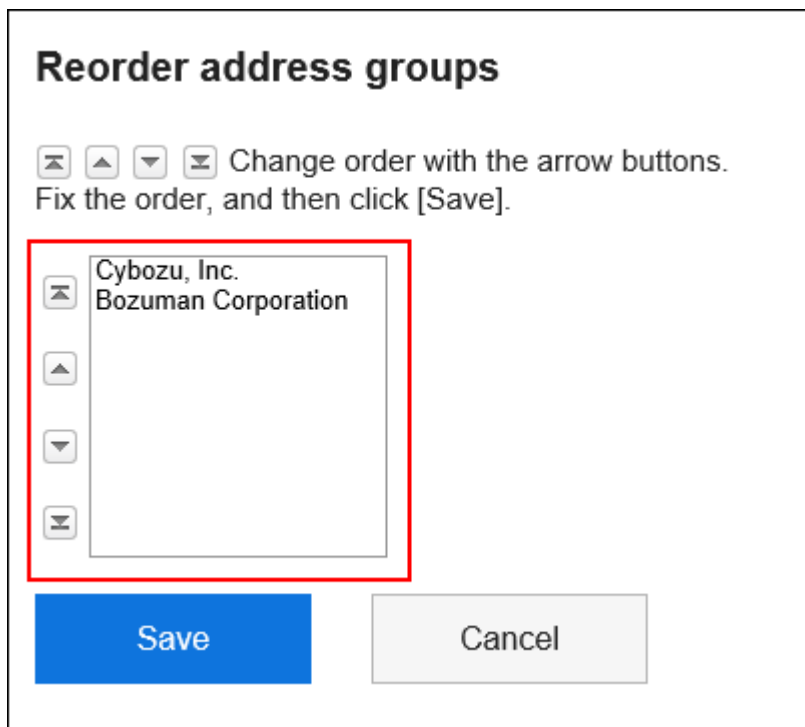 Reorder address groups
Change order with the arrow buttons.
Fix the order, and then click [Save].
Cybozu, Inc.
Bozuman Corporation
Save
Cancel